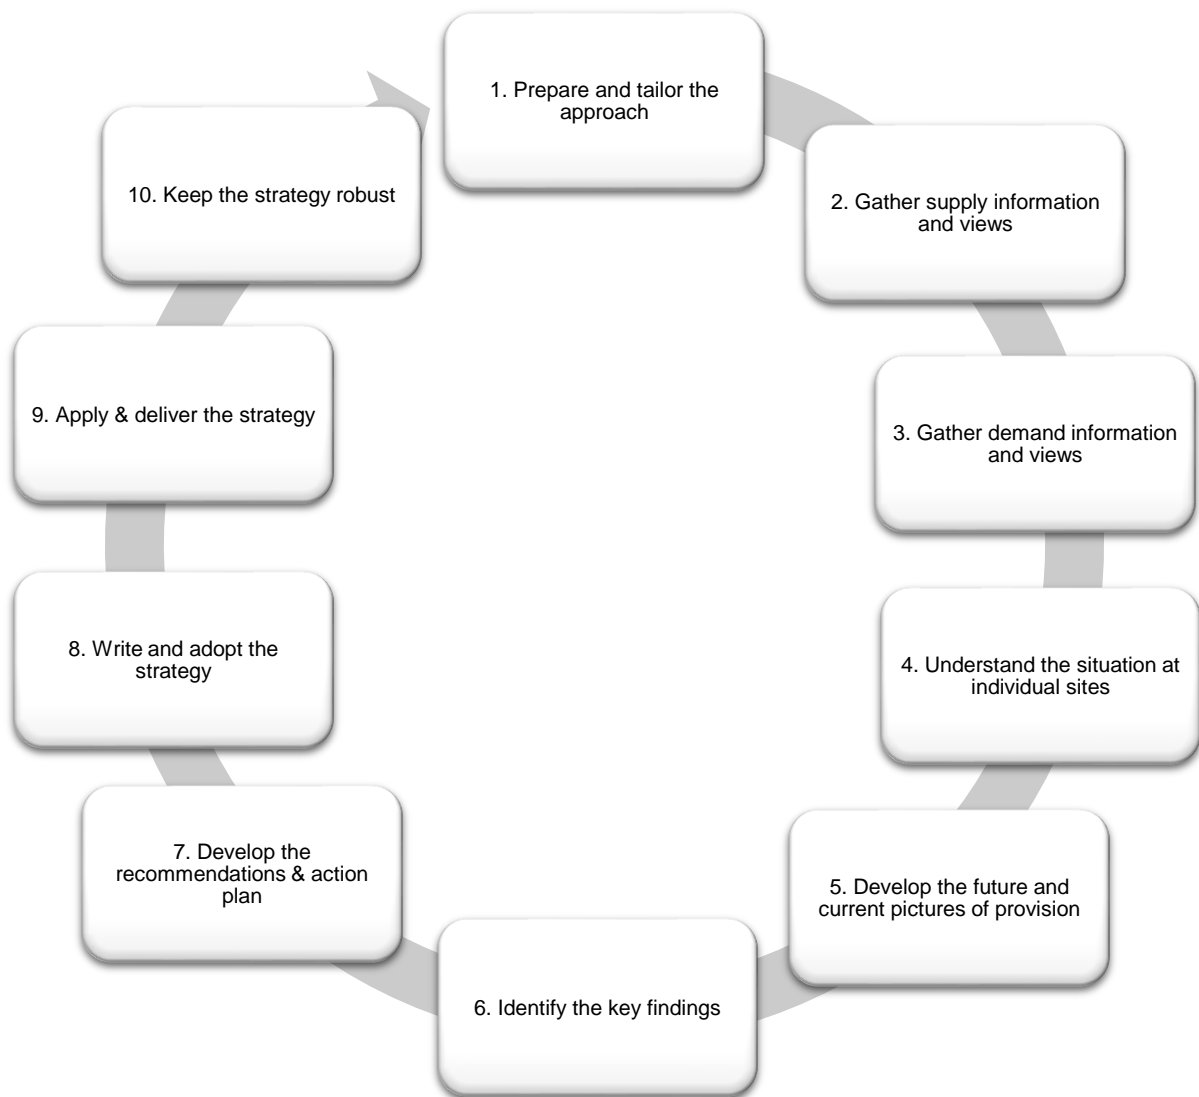 1. Prepare and tailor the
approach
2. Gather supply information
and views
3. Gather demand information
and views
4. Understand the situation at
individual sites
5. Develop the future and
current pictures of provision
6. Identify the key findings
7. Develop the
recommendations & action
plan
8. Write and adopt the
strategy
9. Apply & deliver the strategy
10. Keep the strategy robust